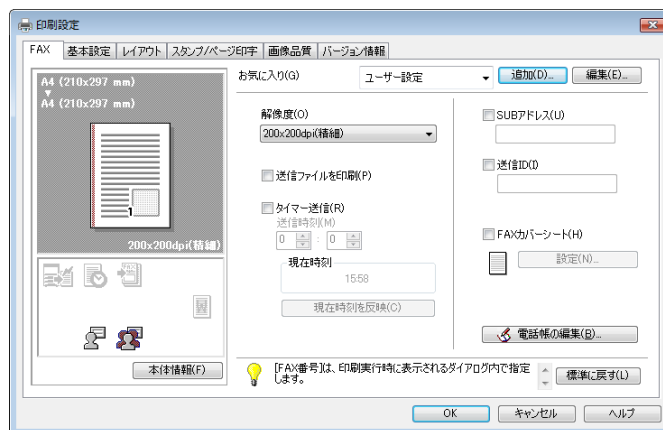 印刷設定
FAX 基本設定 レイアウト スタンプ/ページ印字 画像品質 バージョン情報
A4 (210x297 mm)
A4 (210x297 mm)
1
200x200dpi(精細)
本体情報(F)
お気に入り(G) ユーザー設定 追加(D)... 編集(E)...
解像度(O)
200x200dpi(精細)
送信ファイルを印刷(P)
タイマー送信(R)
送信時刻(M)
0 : 0
現在時刻
15:58
現在時刻を反映(C)
SUBアドレス(U)
送信ID(I)
FAXカバーシート(H)
設定(N)...
電話帳の編集(B)...
[FAX番号]は、印刷実行時に表示されるダイアログ内で指定
します。
標準に戻す(L)
OK キャンセル ヘルプ